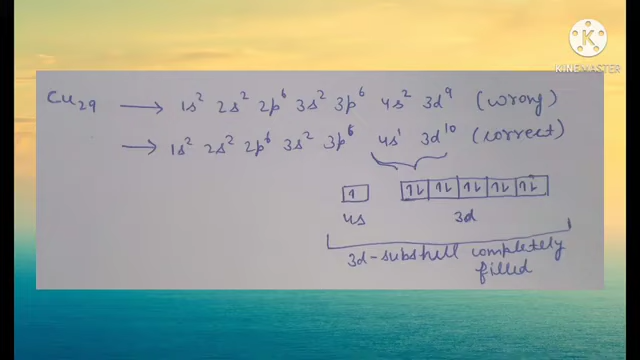 KINEMASTER
Cu₂₉ → 1s² 2s² 2p⁶ 3s² 3p⁶ 4s² 3d⁹ (wrong)
→ 1s² 2s² 2p⁶ 3s² 3p⁶ 4s¹ 3d¹⁰ (correct)
↿ ↿⇂ ↿⇂ ↿⇂ ↿⇂ ↿⇂
4s 3d
3d-subshell completely
filled